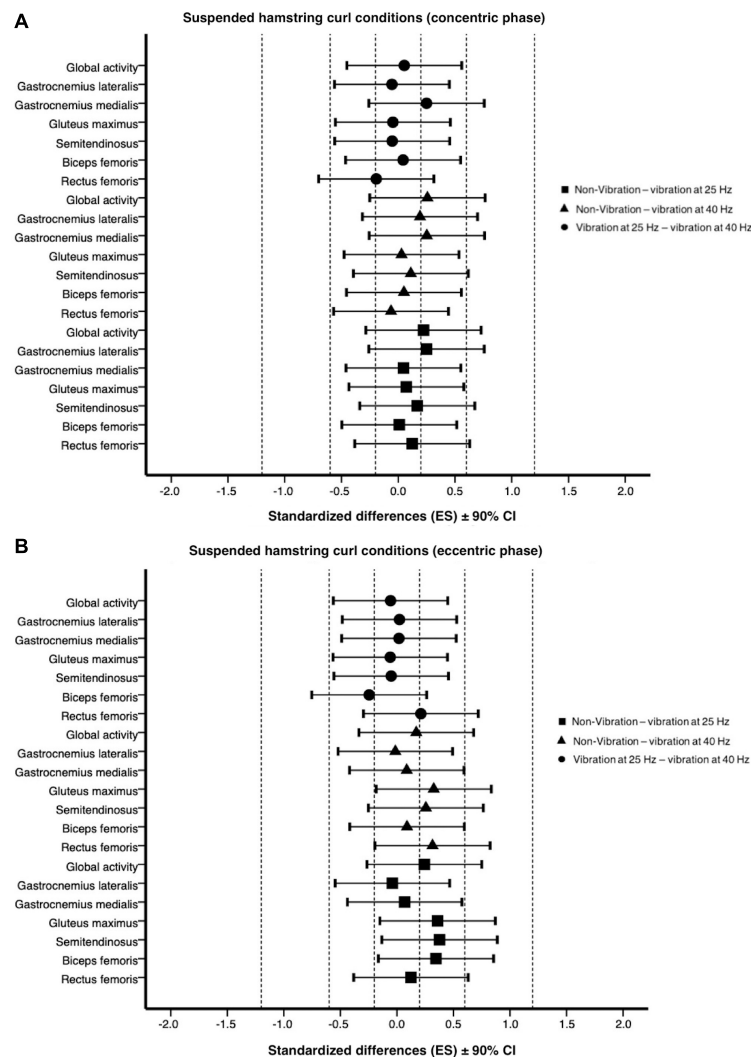 A
Suspended hamstring curl conditions (concentric phase)
Global activity
Gastrocnemius lateralis
Gastrocnemius medialis
Gluteus maximus
Semitendinosus
Biceps femoris
Rectus femoris
Global activity
Gastrocnemius lateralis
Gastrocnemius medialis
Gluteus maximus
Semitendinosus
Biceps femoris
Rectus femoris
Global activity
Gastrocnemius lateralis
Gastrocnemius medialis
Gluteus maximus
Semitendinosus
Biceps femoris
Rectus femoris
Non-Vibration – vibration at 25 Hz
Non-Vibration – vibration at 40 Hz
Vibration at 25 Hz – vibration at 40 Hz
-2.0 -1.5 -1.0 -0.5 0.0 0.5 1.0 1.5 2.0
Standardized differences (ES) ± 90% CI
B
Suspended hamstring curl conditions (eccentric phase)
Global activity
Gastrocnemius lateralis
Gastrocnemius medialis
Gluteus maximus
Semitendinosus
Biceps femoris
Rectus femoris
Global activity
Gastrocnemius lateralis
Gastrocnemius medialis
Gluteus maximus
Semitendinosus
Biceps femoris
Rectus femoris
Global activity
Gastrocnemius lateralis
Gastrocnemius medialis
Gluteus maximus
Semitendinosus
Biceps femoris
Rectus femoris
Non-Vibration – vibration at 25 Hz
Non-Vibration – vibration at 40 Hz
Vibration at 25 Hz – vibration at 40 Hz
-2.0 -1.5 -1.0 -0.5 0.0 0.5 1.0 1.5 2.0
Standardized differences (ES) ± 90% CI